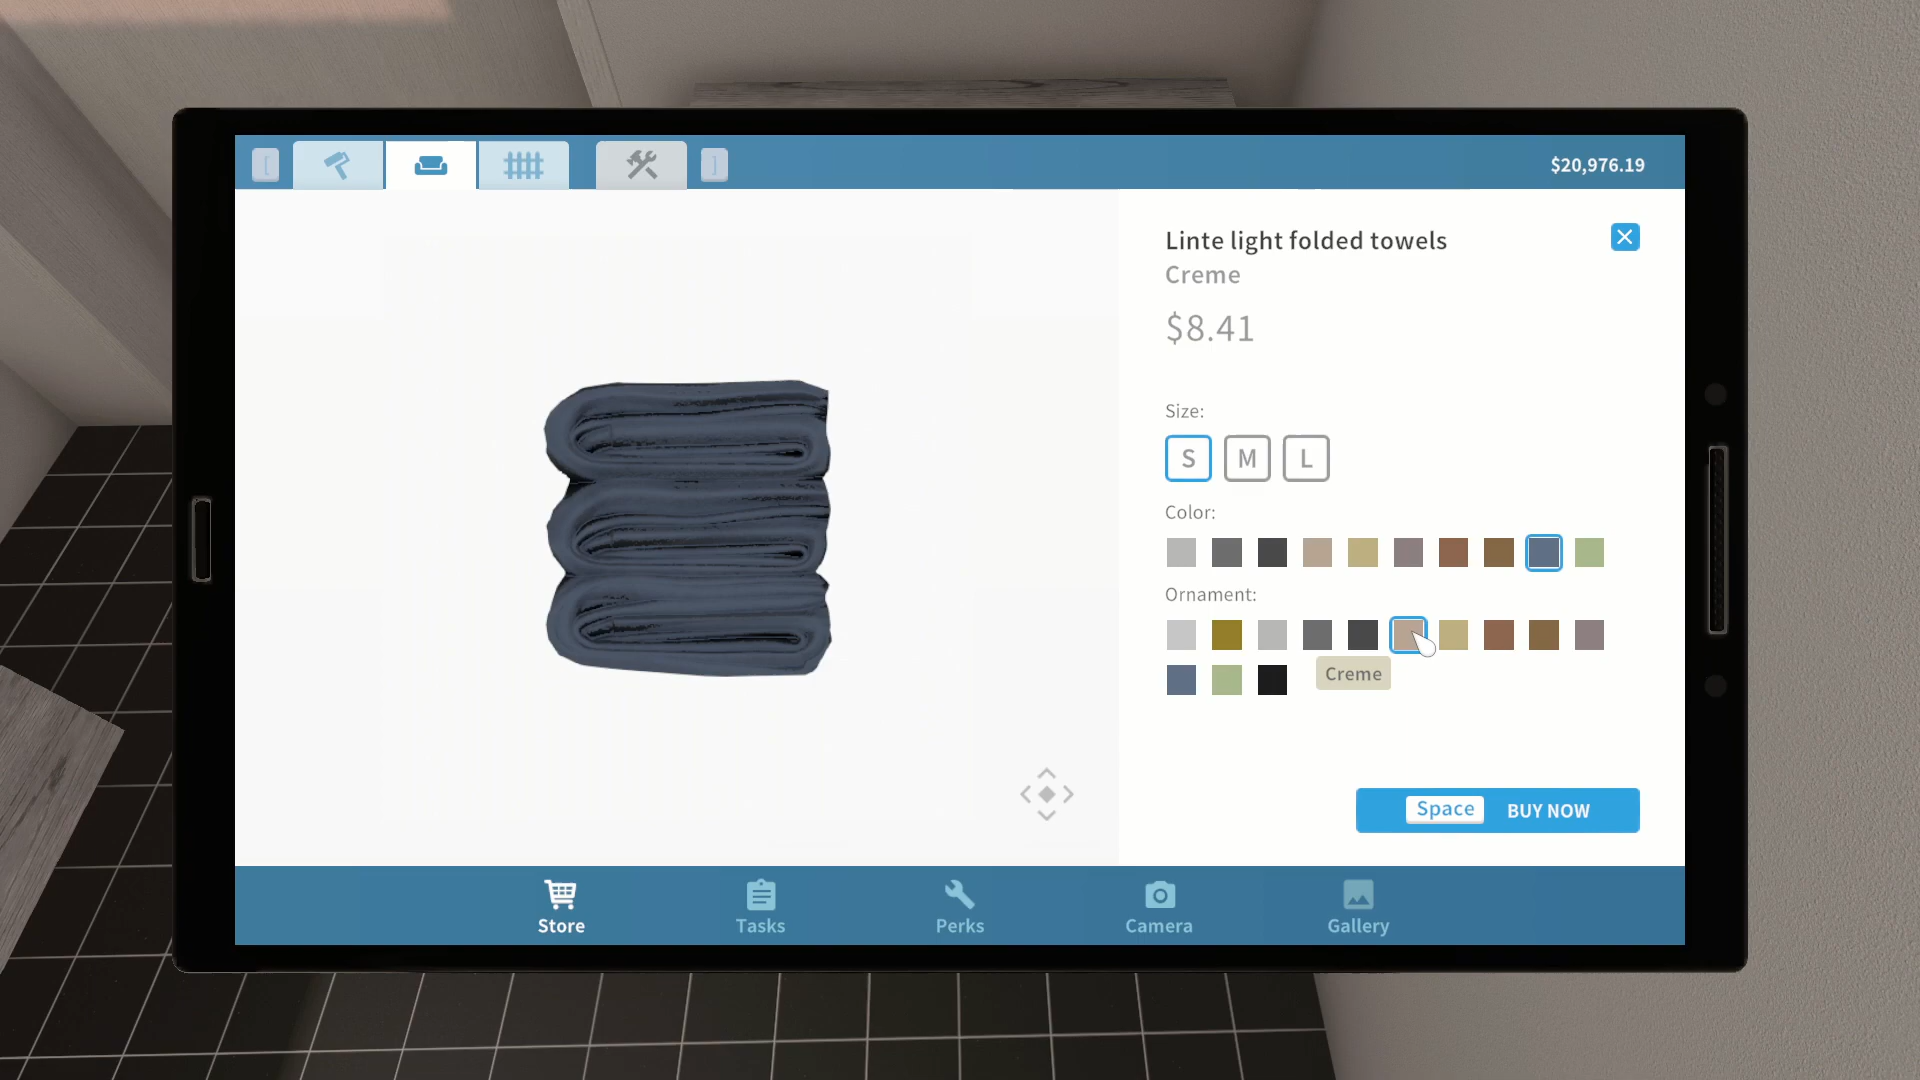 [
]
$20,976.19
Linte light folded towels
Creme
$8.41
Size:
S M L
Color:
Ornament:
Creme
Space BUY NOW
Store Tasks Perks Camera Gallery